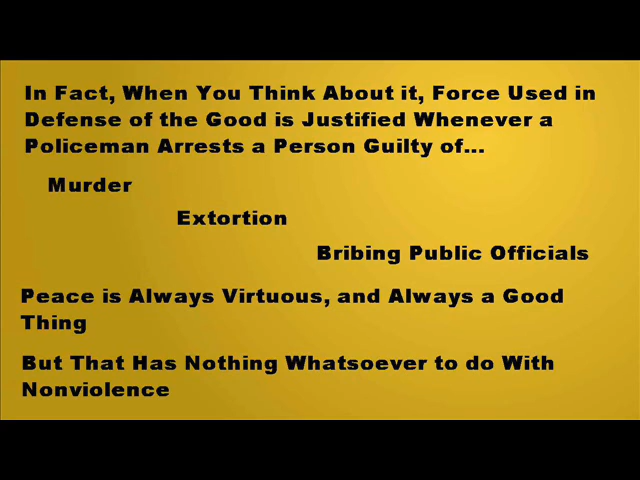 In Fact, When You Think About it, Force Used in
Defense of the Good is Justified Whenever a
Policeman Arrests a Person Guilty of...
Murder
Extortion
Bribing Public Officials
Peace is Always Virtuous, and Always a Good
Thing
But That Has Nothing Whatsoever to do With
Nonviolence